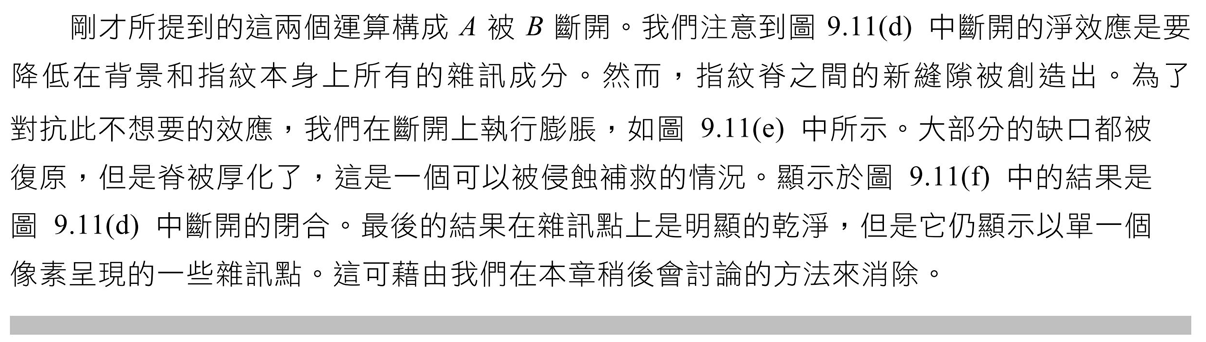 剛才所提到的這兩個運算構成 A 被 B 斷開。我們注意到圖 9.11(d) 中斷開的淨效應是要
降低在背景和指紋本身上所有的雜訊成分。然而，指紋脊之間的新縫隙被創造出。為了
對抗此不想要的效應，我們在斷開上執行膨脹，如圖 9.11(e) 中所示。大部分的缺口都被
復原，但是脊被厚化了，這是一個可以被侵蝕補救的情況。顯示於圖 9.11(f) 中的結果是
圖 9.11(d) 中斷開的閉合。最後的結果在雜訊點上是明顯的乾淨，但是它仍顯示以單一個
像素呈現的一些雜訊點。這可藉由我們在本章稍後會討論的方法來消除。